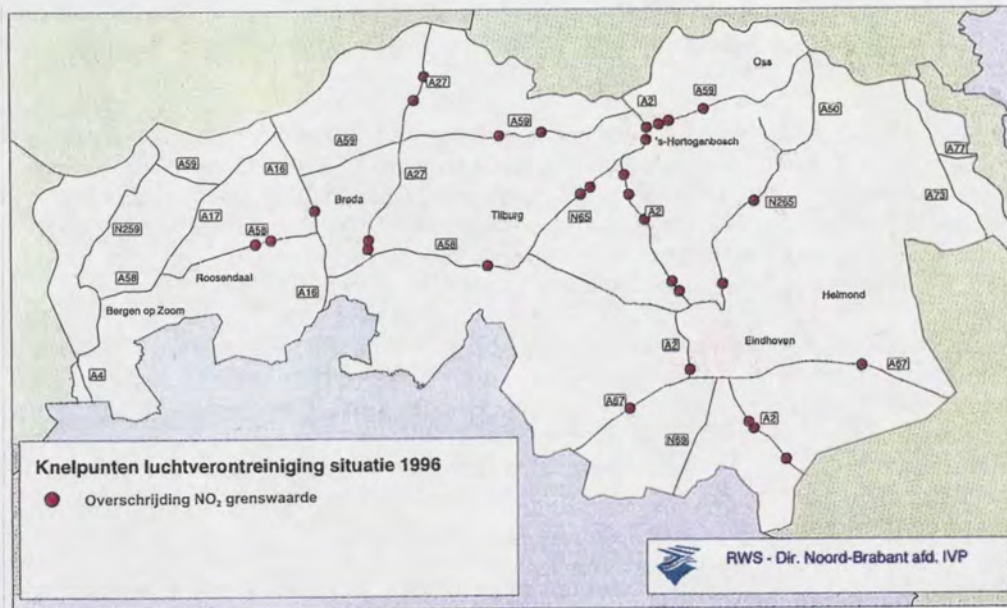 A27
Oss
A2
A59
A50
A59
A59
A16
's-Hertogenbosch
A77
A59
A27
Breda
Tilburg
N65
A2
N265
A73
A17
N259
A58
A58
A58
Roosendaal
A16
Helmond
Bergen op Zoom
A2
Eindhoven
A67
A4
A67
A2
N69
Knelpunten luchtverontreiniging situatie 1996
Overschrijding NO₂ grenswaarde
RWS - Dir. Noord-Brabant afd. IVP